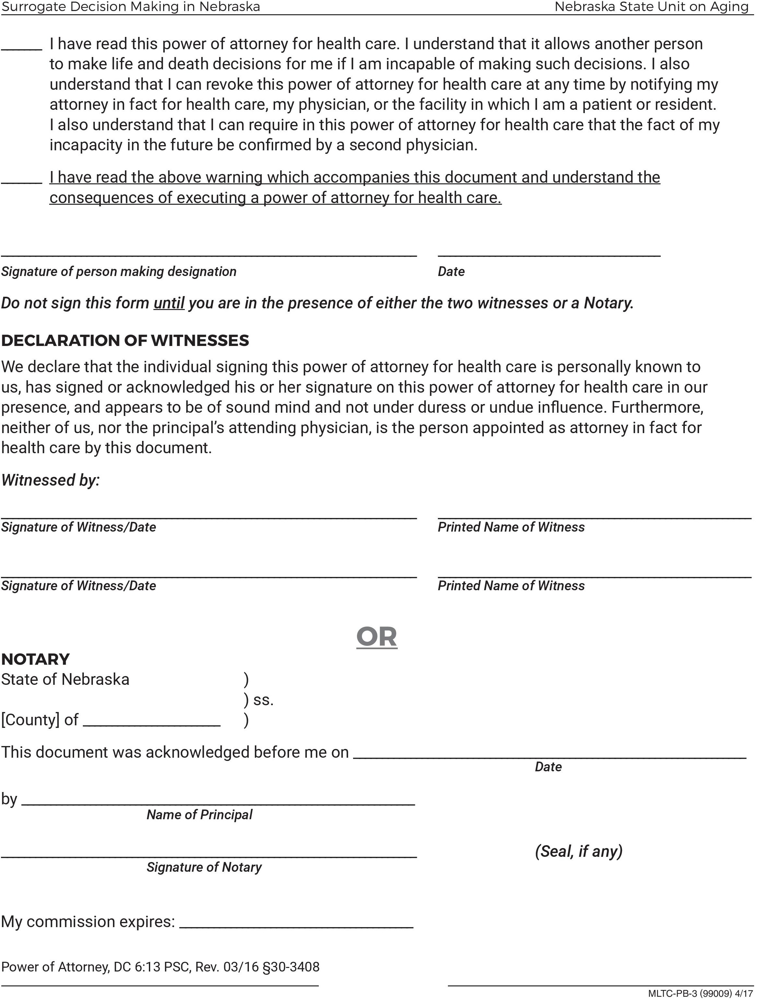 Surrogate Decision Making in Nebraska Nebraska State Unit on Aging
______ I have read this power of attorney for health care. I understand that it allows another person
to make life and death decisions for me if I am incapable of making such decisions. I also
understand that I can revoke this power of attorney for health care at any time by notifying my
attorney in fact for health care, my physician, or the facility in which I am a patient or resident.
I also understand that I can require in this power of attorney for health care that the fact of my
incapacity in the future be confirmed by a second physician.
______ I have read the above warning which accompanies this document and understand the
consequences of executing a power of attorney for health care.
Signature of person making designation Date
Do not sign this form until you are in the presence of either the two witnesses or a Notary.
DECLARATION OF WITNESSES
We declare that the individual signing this power of attorney for health care is personally known to
us, has signed or acknowledged his or her signature on this power of attorney for health care in our
presence, and appears to be of sound mind and not under duress or undue influence. Furthermore,
neither of us, nor the principal’s attending physician, is the person appointed as attorney in fact for
health care by this document.
Witnessed by:
Signature of Witness/Date Printed Name of Witness
Signature of Witness/Date Printed Name of Witness
OR
NOTARY
State of Nebraska )
) ss.
[County] of ____________________ )
This document was acknowledged before me on ____________________
Date
by ____________________
Name of Principal
(Seal, if any)
Signature of Notary
My commission expires: ____________________
Power of Attorney, DC 6:13 PSC, Rev. 03/16 §30-3408
MLTC-PB-3 (99009) 4/17